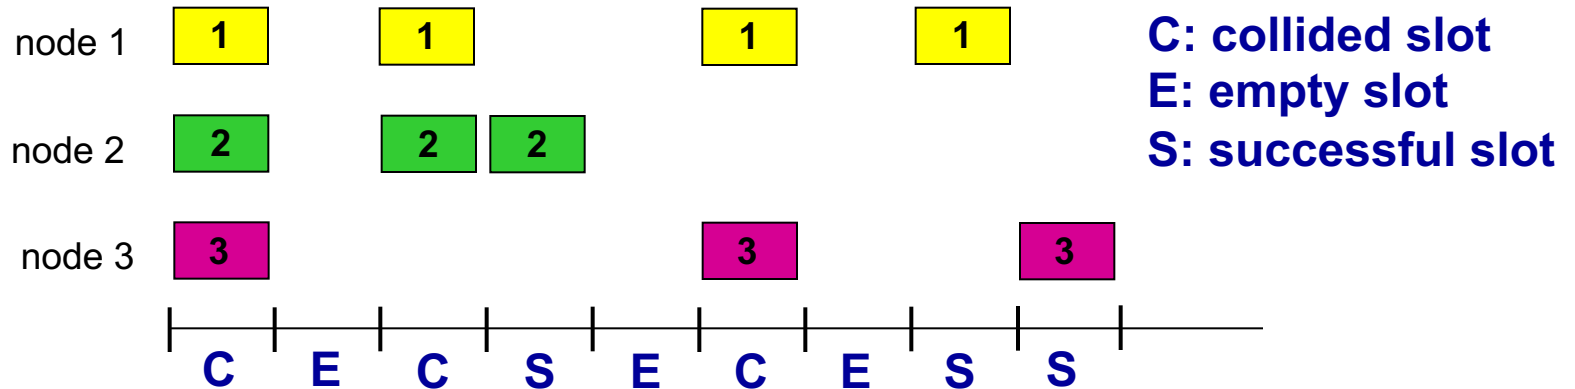 node 1 1 1 1 1
node 2 2 2 2
node 3 3 3 3
C E C S E C E S S
C: collided slot
E: empty slot
S: successful slot